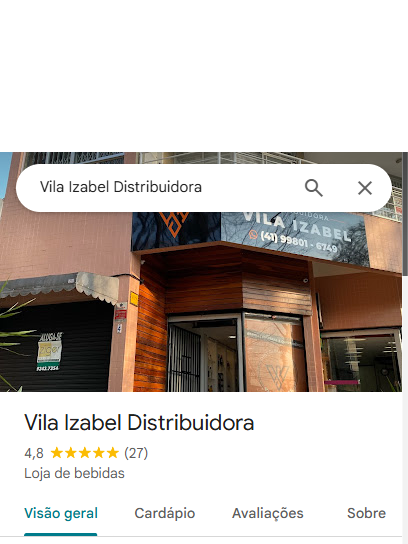 Vila Izabel Distribuidora
VILA IZABEL
(41) 99801 - 6749
ALUGA-SE
Vila Izabel Distribuidora
4,8 (27)
Loja de bebidas
Visão geral Cardápio Avaliações Sobre